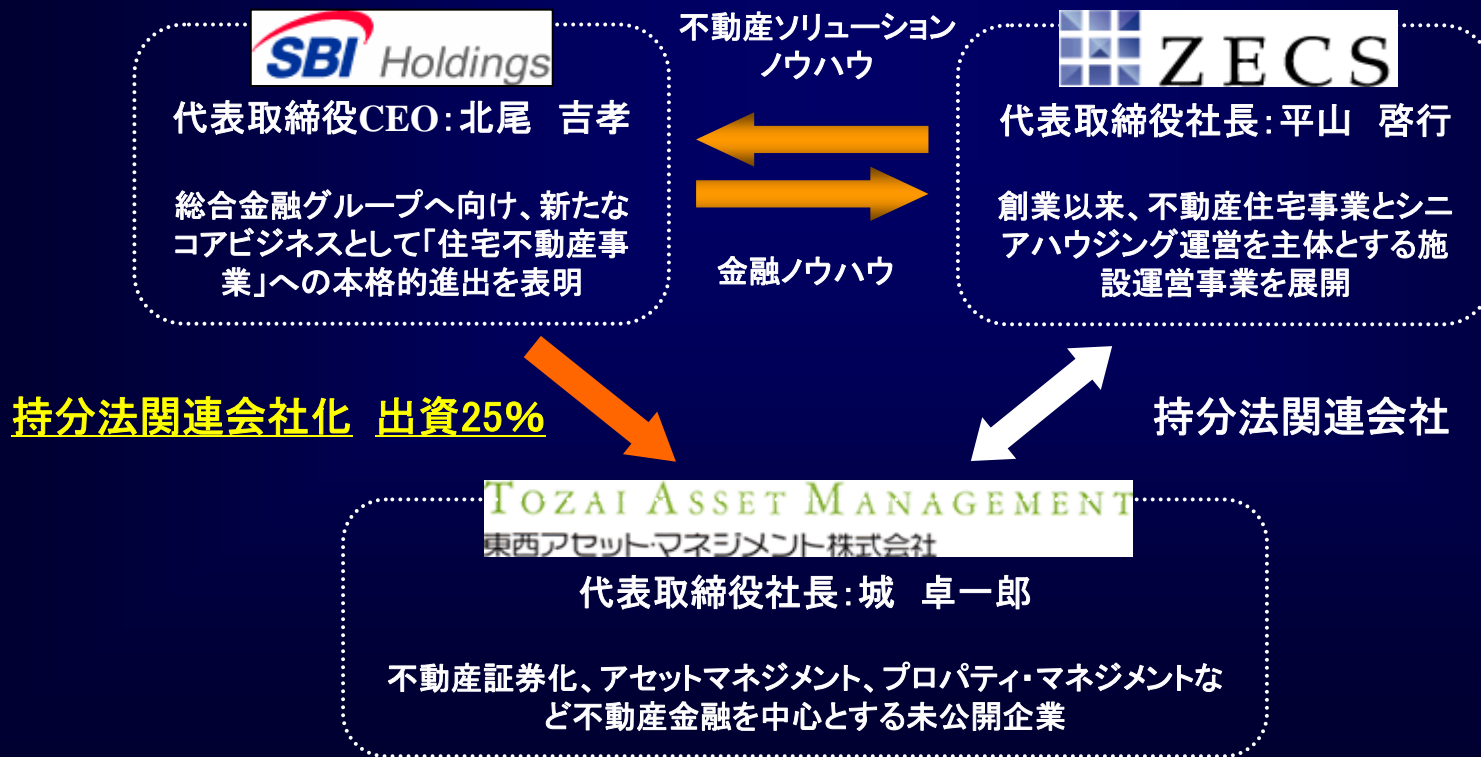 SBI Holdings
代表取締役CEO：北尾　吉孝
総合金融グループへ向け、新たな
コアビジネスとして「住宅不動産事
業」への本格的進出を表明
不動産ソリューション
ノウハウ
金融ノウハウ
ZECS
代表取締役社長：平山　啓行
創業以来、不動産住宅事業とシニ
アハウジング運営を主体とする施
設運営事業を展開
持分法関連会社化　出資25%
持分法関連会社
TOZAI ASSET MANAGEMENT
東西アセット・マネジメント株式会社
代表取締役社長：城　卓一郎
不動産証券化、アセットマネジメント、プロパティ・マネジメントな
ど不動産金融を中心とする未公開企業